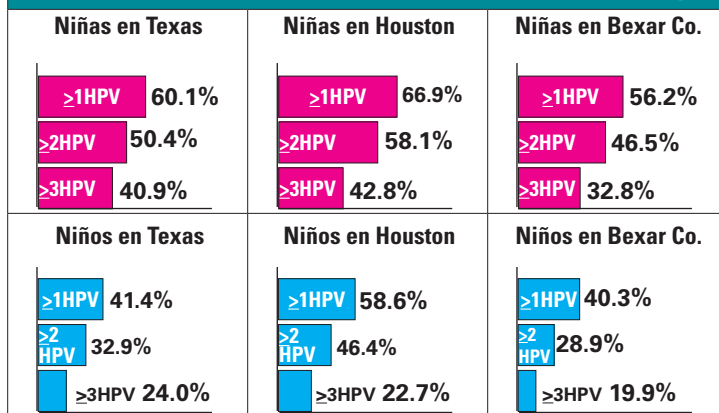 Niñas en Texas
≥1HPV 60.1%
≥2HPV 50.4%
≥3HPV 40.9%
Niñas en Houston
≥1HPV 66.9%
≥2HPV 58.1%
≥3HPV 42.8%
Niñas en Bexar Co.
≥1HPV 56.2%
≥2HPV 46.5%
≥3HPV 32.8%
Niños en Texas
≥1HPV 41.4%
≥2
HPV 32.9%
≥3HPV 24.0%
Niños en Houston
≥1HPV 58.6%
≥2
HPV 46.4%
≥3HPV 22.7%
Niños en Bexar Co.
≥1HPV 40.3%
≥2
HPV 28.9%
≥3HPV 19.9%